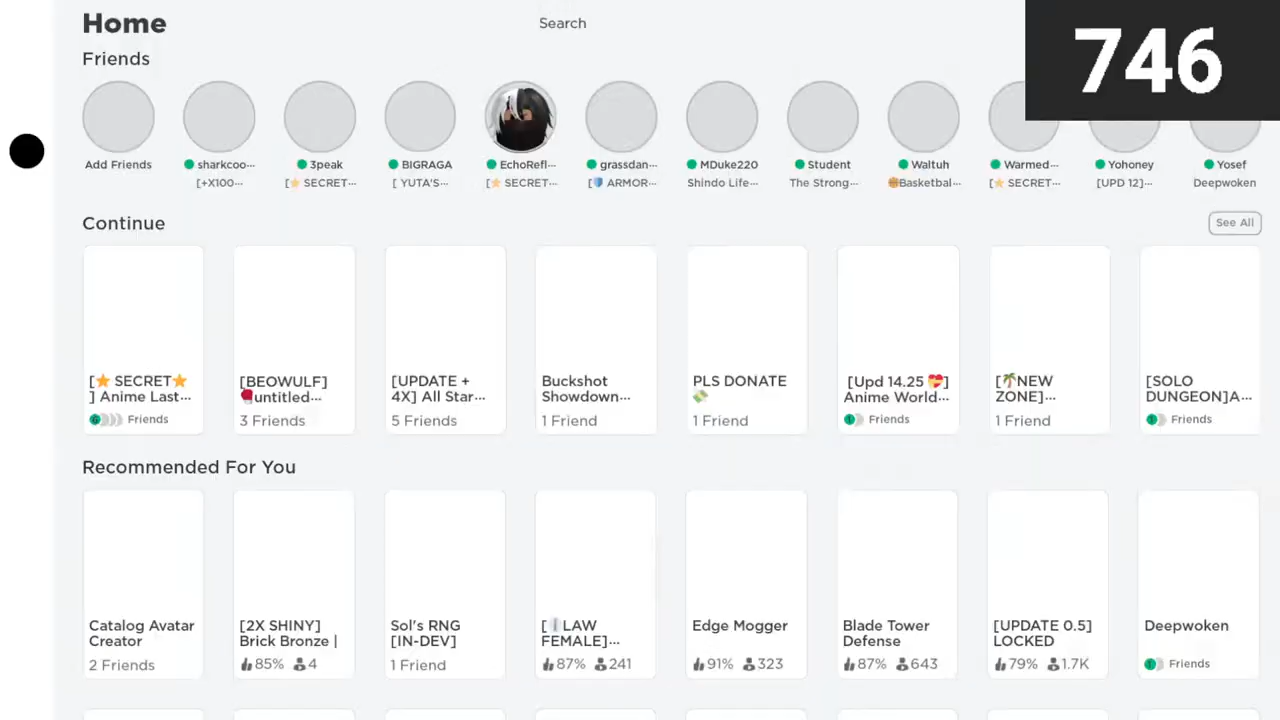 Home
Search
746
Friends
Add Friends
sharkcoo...
3peak
BIGRAGA
EchoRefl...
grassdan...
MDuke220
Student
Waltuh
Warmed...
Yohoney
Yosef
[+X100...
[⭐ SECRET...
[ YUTA'S...
[⭐ SECRET...
[🛡️ ARMOR...
Shindo Life...
The Strong...
🏀Basketbal...
[⭐ SECRET...
[UPD 12]...
Deepwoken
Continue
See All
[⭐ SECRET⭐
] Anime Last...
Friends
[BEOWULF]
🥊untitled...
3 Friends
[UPDATE +
4X] All Star...
5 Friends
Buckshot
Showdown...
1 Friend
PLS DONATE
💸
1 Friend
[Upd 14.25 💝]
Anime World...
Friends
[🌴NEW
ZONE]...
1 Friend
[SOLO
DUNGEON]A...
Friends
Recommended For You
Catalog Avatar
Creator
2 Friends
[2X SHINY]
Brick Bronze |
85% 4
Sol's RNG
[IN-DEV]
1 Friend
[ LAW
FEMALE]...
87% 241
Edge Mogger
91% 323
Blade Tower
Defense
87% 643
[UPDATE 0.5]
LOCKED
79% 1.7K
Deepwoken
Friends